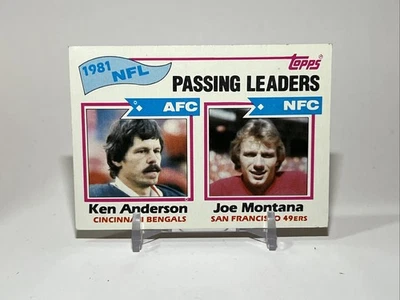 1981 NFL
Topps
PASSING LEADERS
AFC
NFC
Ken Anderson
CINCINNATI BENGALS
Joe Montana
SAN FRANCISCO 49ERS